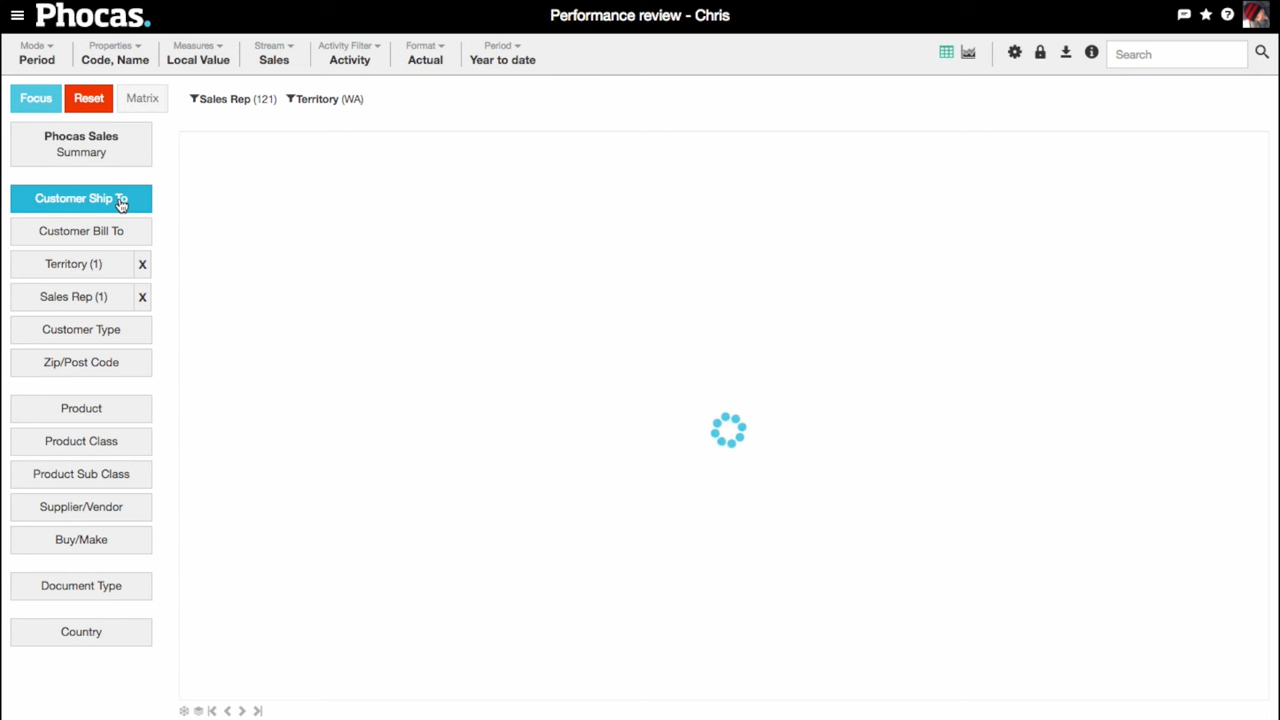 Phocas.
Performance review - Chris
Mode
Period
Properties
Code, Name
Measures
Local Value
Stream
Sales
Activity Filter
Activity
Format
Actual
Period
Year to date
Search
Focus
Reset
Matrix
Sales Rep (121)
Territory (WA)
Phocas Sales
Summary
Customer Ship To
Customer Bill To
Territory (1) X
Sales Rep (1) X
Customer Type
Zip/Post Code
Product
Product Class
Product Sub Class
Supplier/Vendor
Buy/Make
Document Type
Country